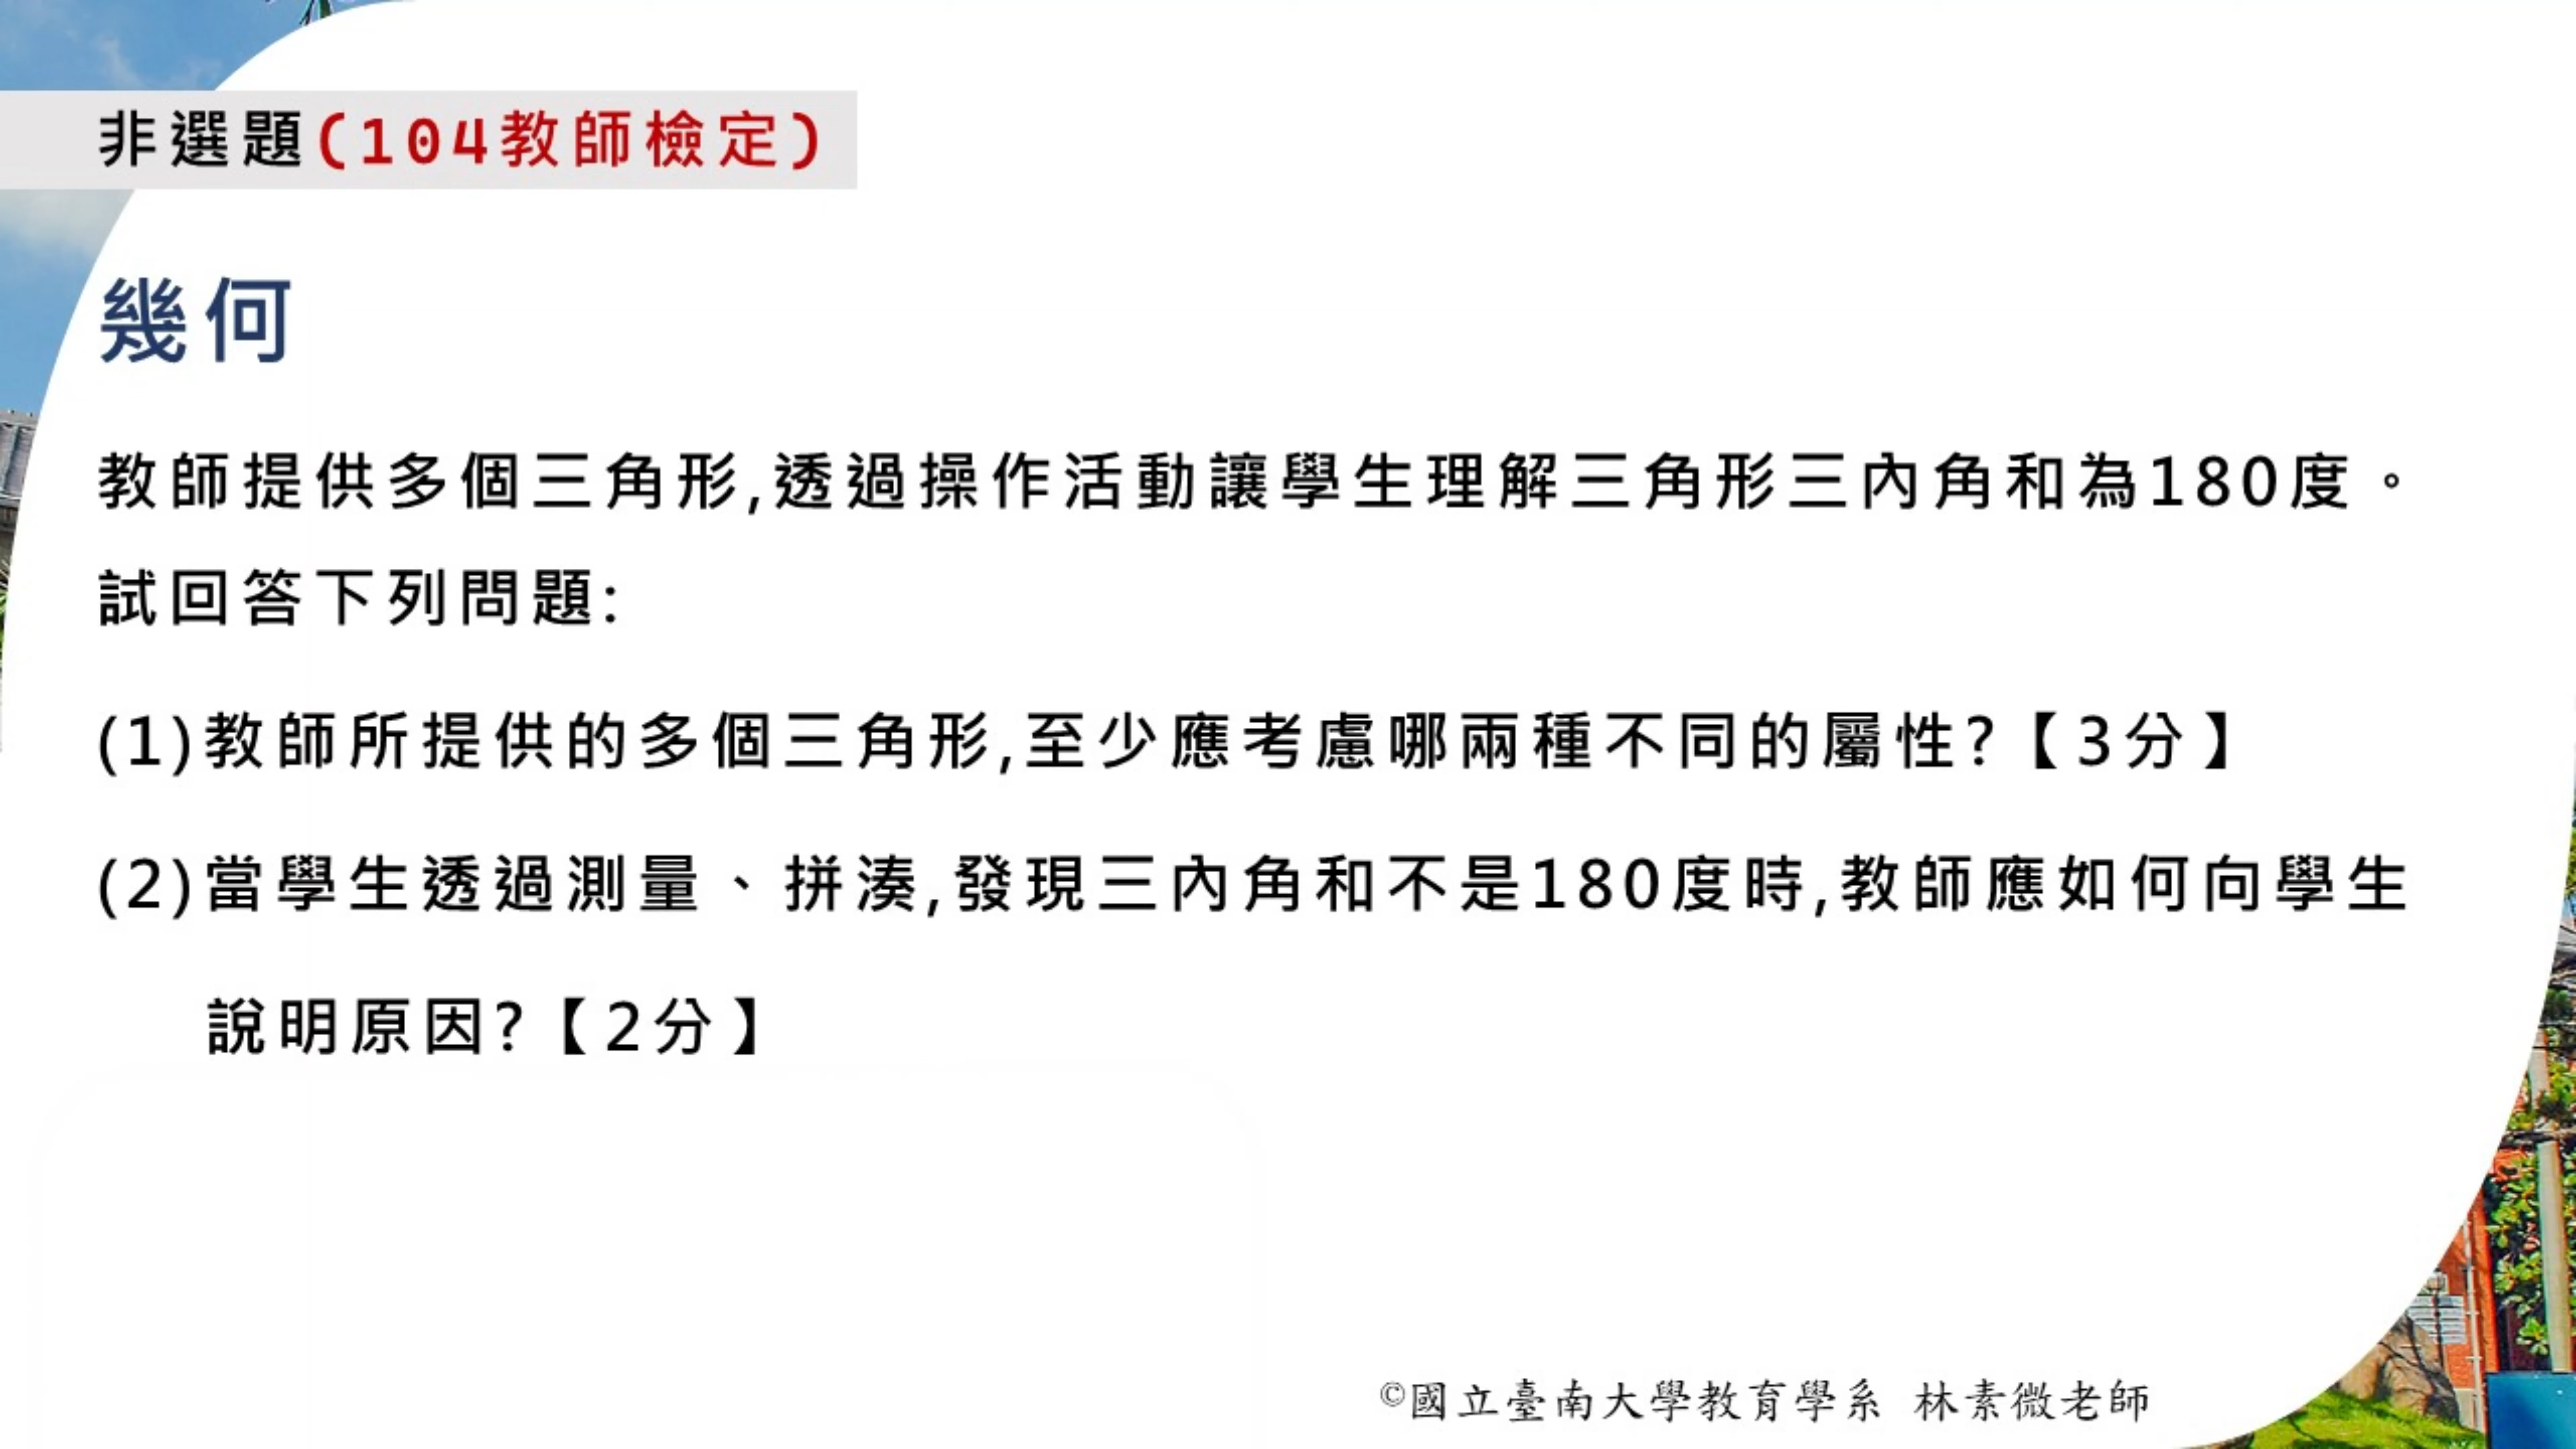 非選題(104教師檢定)
幾何
教師提供多個三角形,透過操作活動讓學生理解三角形三內角和為180度。
試回答下列問題:
(1)教師所提供的多個三角形,至少應考慮哪兩種不同的屬性?【3分】
(2)當學生透過測量、拼湊,發現三內角和不是180度時,教師應如何向學生
說明原因?【2分】
©國立臺南大學教育學系 林素微老師